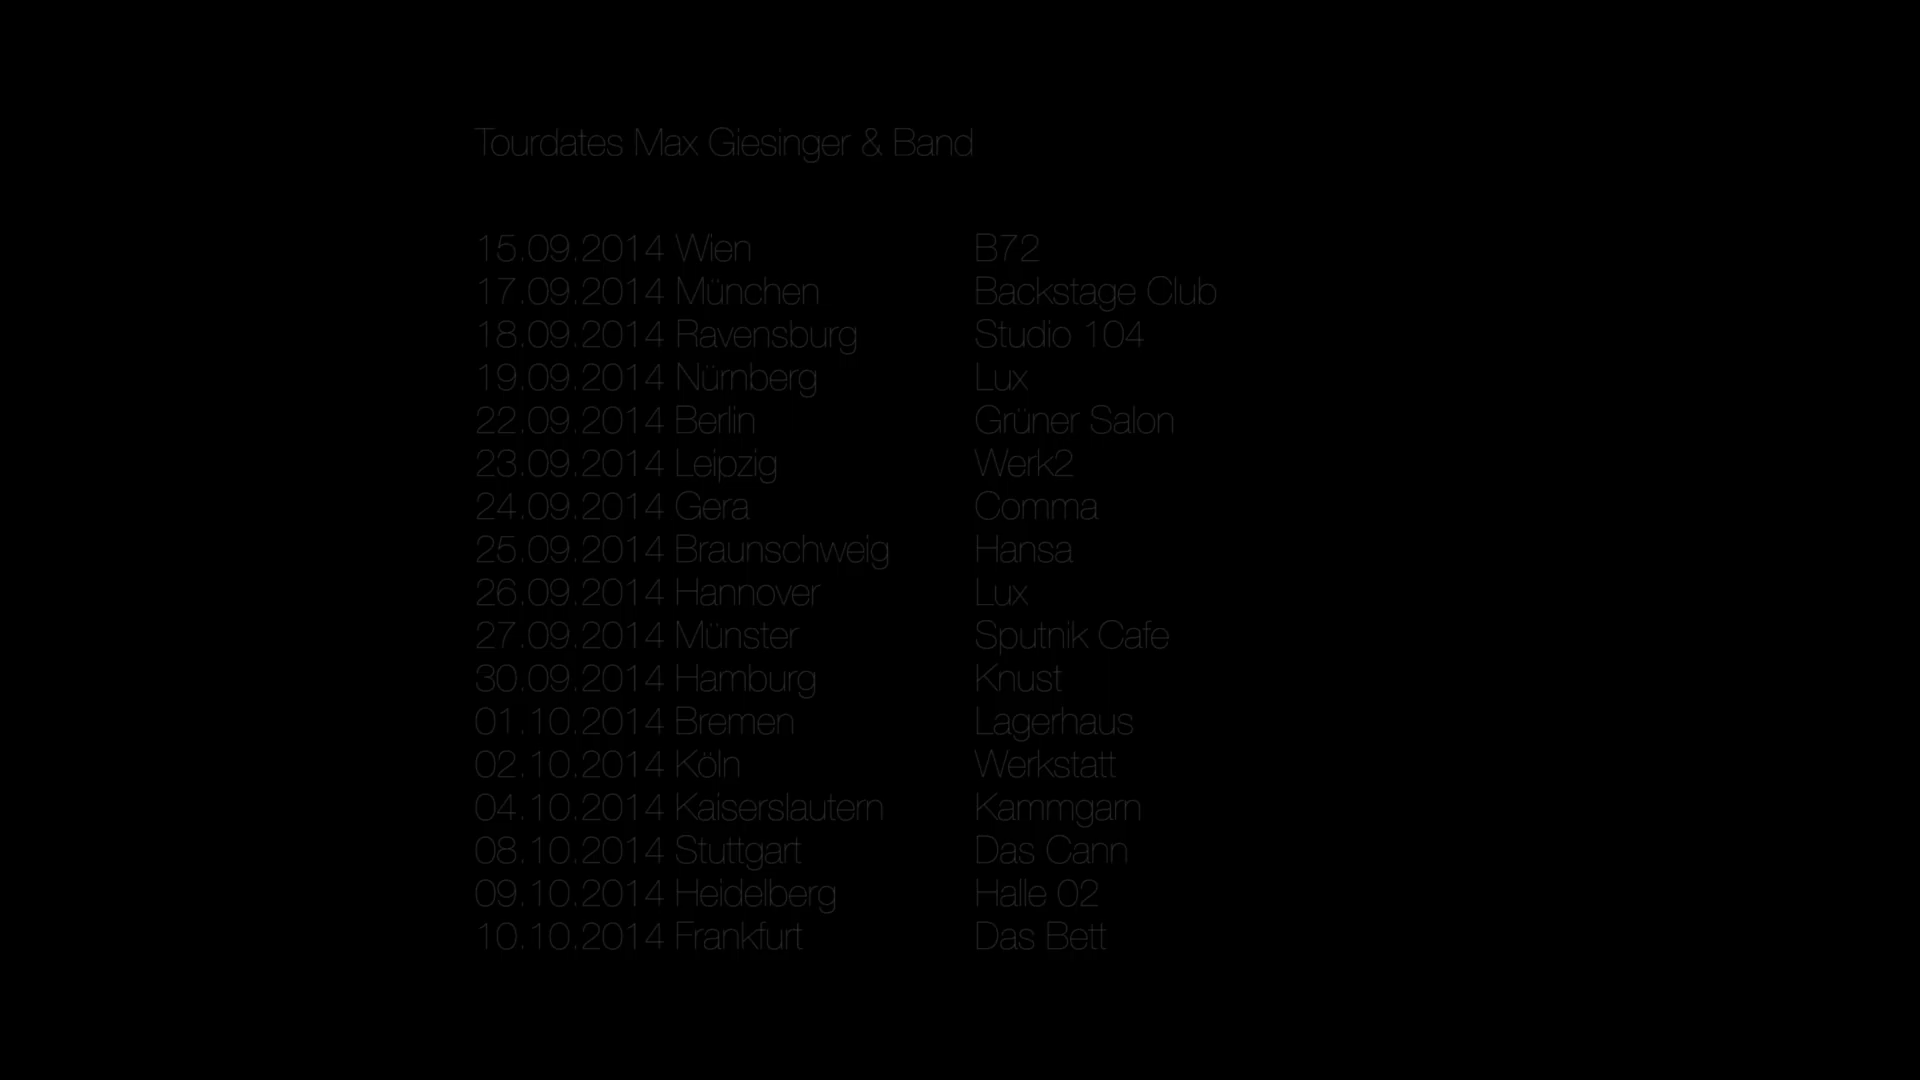 Tourdates Max Giesinger & Band
15.09.2014 Wien B72
17.09.2014 München Backstage Club
18.09.2014 Ravensburg Studio 104
19.09.2014 Nürnberg Lux
22.09.2014 Berlin Grüner Salon
23.09.2014 Leipzig Werk2
24.09.2014 Gera Comma
25.09.2014 Braunschweig Hansa
26.09.2014 Hannover Lux
27.09.2014 Münster Sputnik Cafe
30.09.2014 Hamburg Knust
01.10.2014 Bremen Lagerhaus
02.10.2014 Köln Werkstatt
04.10.2014 Kaiserslautern Kammgarn
08.10.2014 Stuttgart Das Cann
09.10.2014 Heidelberg Halle 02
10.10.2014 Frankfurt Das Bett